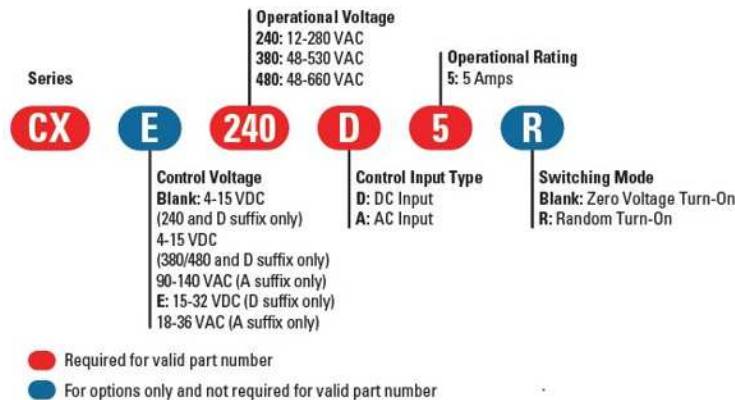 Operational Voltage
240: 12-280 VAC
380: 48-530 VAC
480: 48-660 VAC
Operational Rating
5: 5 Amps
Series
CX E 240 D 5 R
Control Voltage
Blank: 4-15 VDC
(240 and D suffix only)
4-15 VDC
(380/480 and D suffix only)
90-140 VAC (A suffix only)
E: 15-32 VDC (D suffix only)
18-36 VAC (A suffix only)
Control Input Type
D: DC Input
A: AC Input
Switching Mode
Blank: Zero Voltage Turn-On
R: Random Turn-On
Required for valid part number
For options only and not required for valid part number